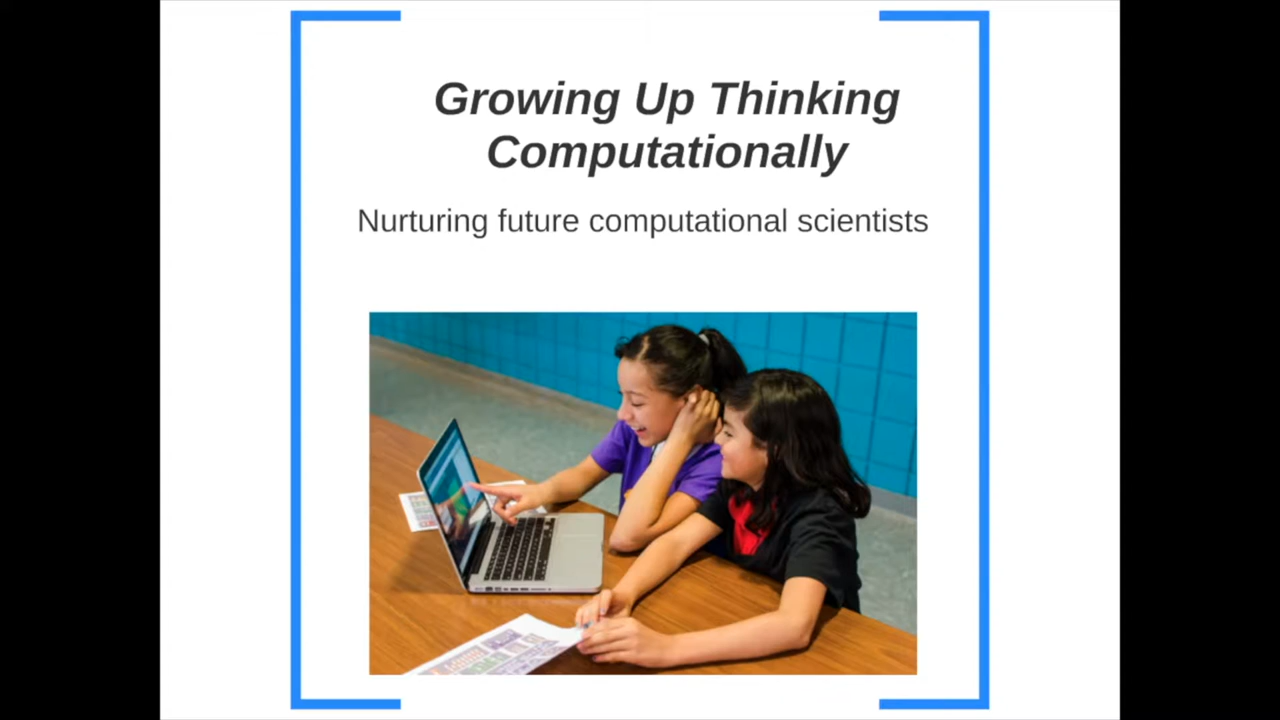 Growing Up Thinking
Computationally
Nurturing future computational scientists